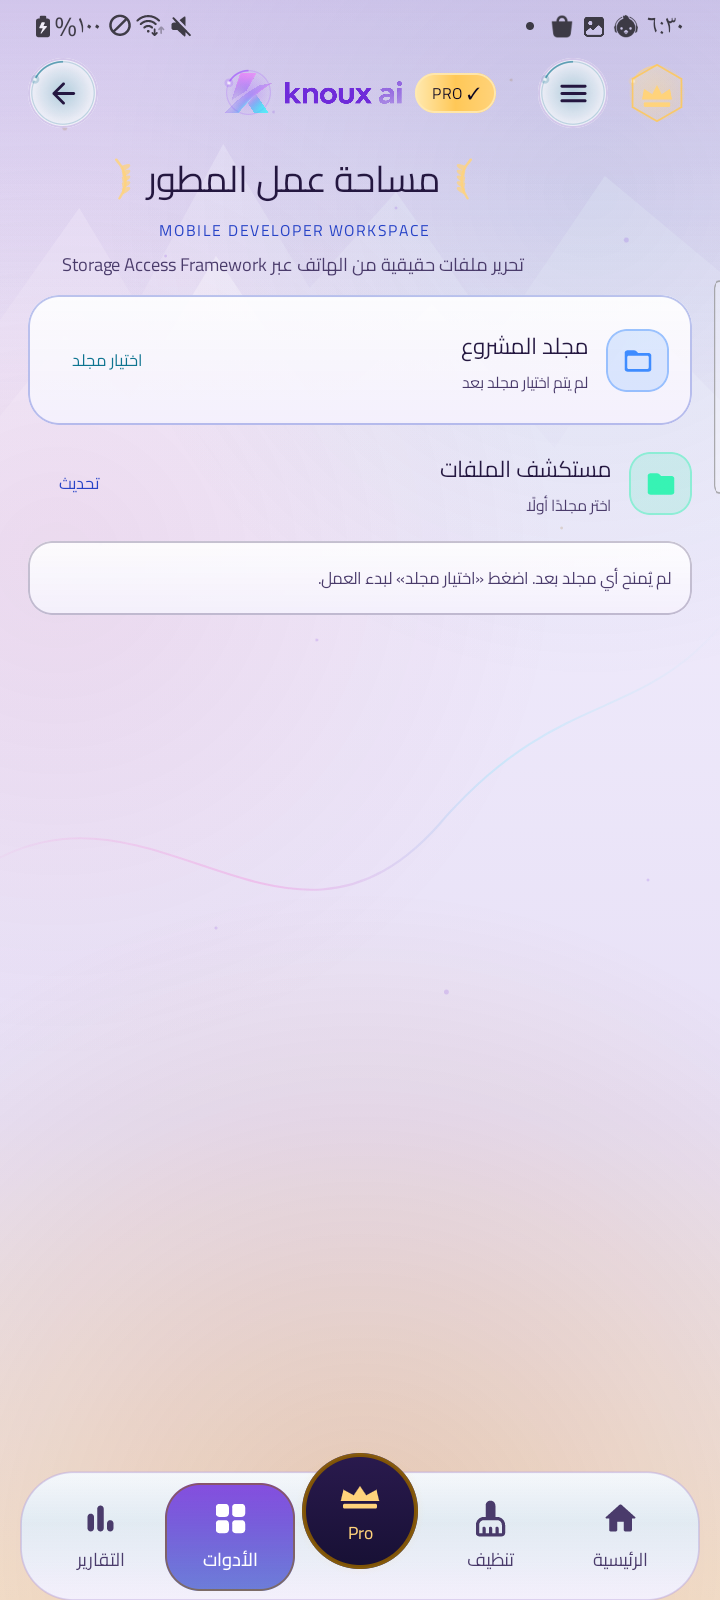 %١٠٠
٦:٣٠
knoux ai
PRO ✓
مساحة عمل المطور
MOBILE DEVELOPER WORKSPACE
تحرير ملفات حقيقية من الهاتف عبر Storage Access Framework
مجلد المشروع
لم يتم اختيار مجلد بعد
اختيار مجلد
مستكشف الملفات
اختر مجلدًا أولًا
تحديث
لم يُمنح أي مجلد بعد. اضغط «اختيار مجلد» لبدء العمل.
الرئيسية
تنظيف
Pro
الأدوات
التقارير